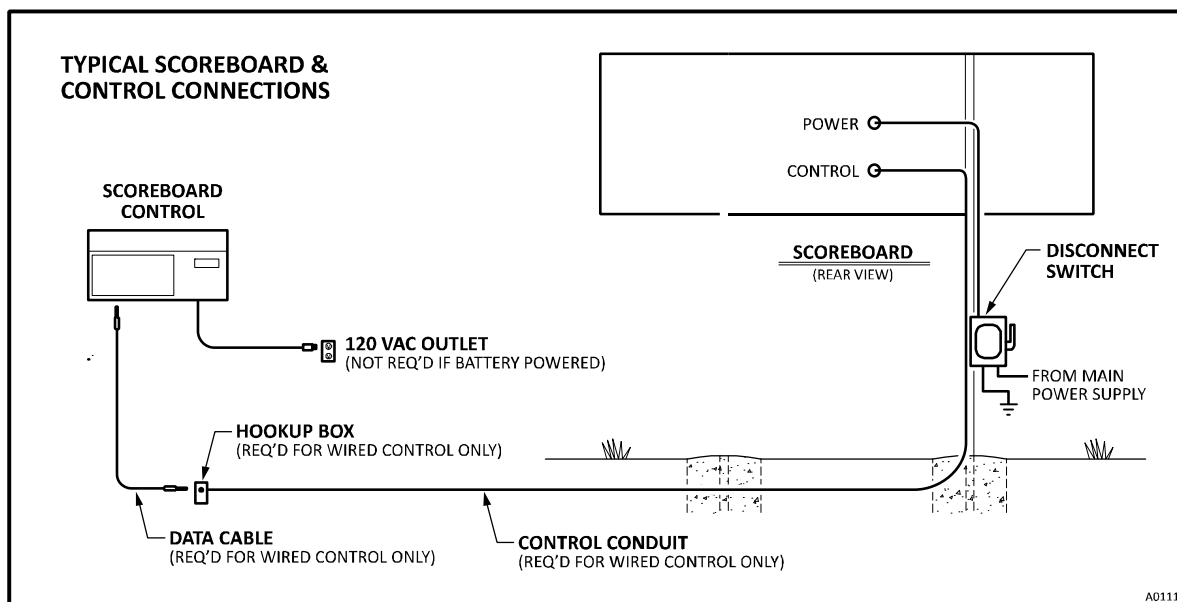 TYPICAL SCOREBOARD &
CONTROL CONNECTIONS
POWER
CONTROL
SCOREBOARD
CONTROL
SCOREBOARD
(REAR VIEW)
DISCONNECT
SWITCH
120 VAC OUTLET
(NOT REQ’D IF BATTERY POWERED)
FROM MAIN
POWER SUPPLY
HOOKUP BOX
(REQ’D FOR WIRED CONTROL ONLY)
DATA CABLE
(REQ’D FOR WIRED CONTROL ONLY)
CONTROL CONDUIT
(REQ’D FOR WIRED CONTROL ONLY)
A0111